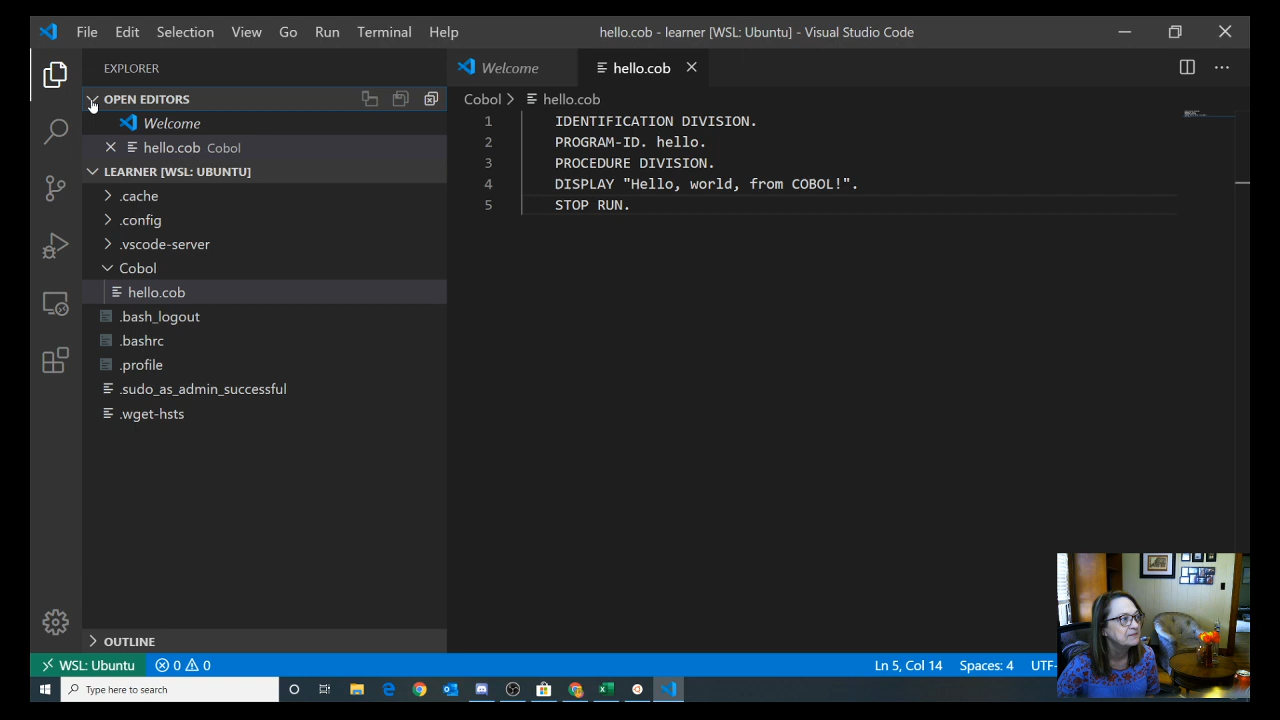 File Edit Selection View Go Run Terminal Help hello.cob - learner [WSL: Ubuntu] - Visual Studio Code
EXPLORER
OPEN EDITORS
Welcome
hello.cob Cobol
LEARNER [WSL: UBUNTU]
.cache
.config
.vscode-server
Cobol
hello.cob
.bash_logout
.bashrc
.profile
.sudo_as_admin_successful
.wget-hsts
OUTLINE
Welcome hello.cob
Cobol hello.cob
1 IDENTIFICATION DIVISION.
2 PROGRAM-ID. hello.
3 PROCEDURE DIVISION.
4 DISPLAY "Hello, world, from COBOL!".
5 STOP RUN.
WSL: Ubuntu 0 0 Ln 5, Col 14 Spaces: 4 UTF-
Type here to search